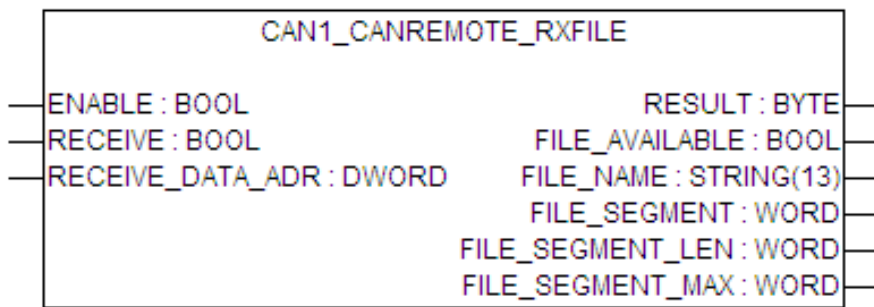 CAN1_CANREMOTE_RXFILE
ENABLE : BOOL RESULT : BYTE
RECEIVE : BOOL FILE_AVAILABLE : BOOL
RECEIVE_DATA_ADR : DWORD FILE_NAME : STRING(13)
FILE_SEGMENT : WORD
FILE_SEGMENT_LEN : WORD
FILE_SEGMENT_MAX : WORD